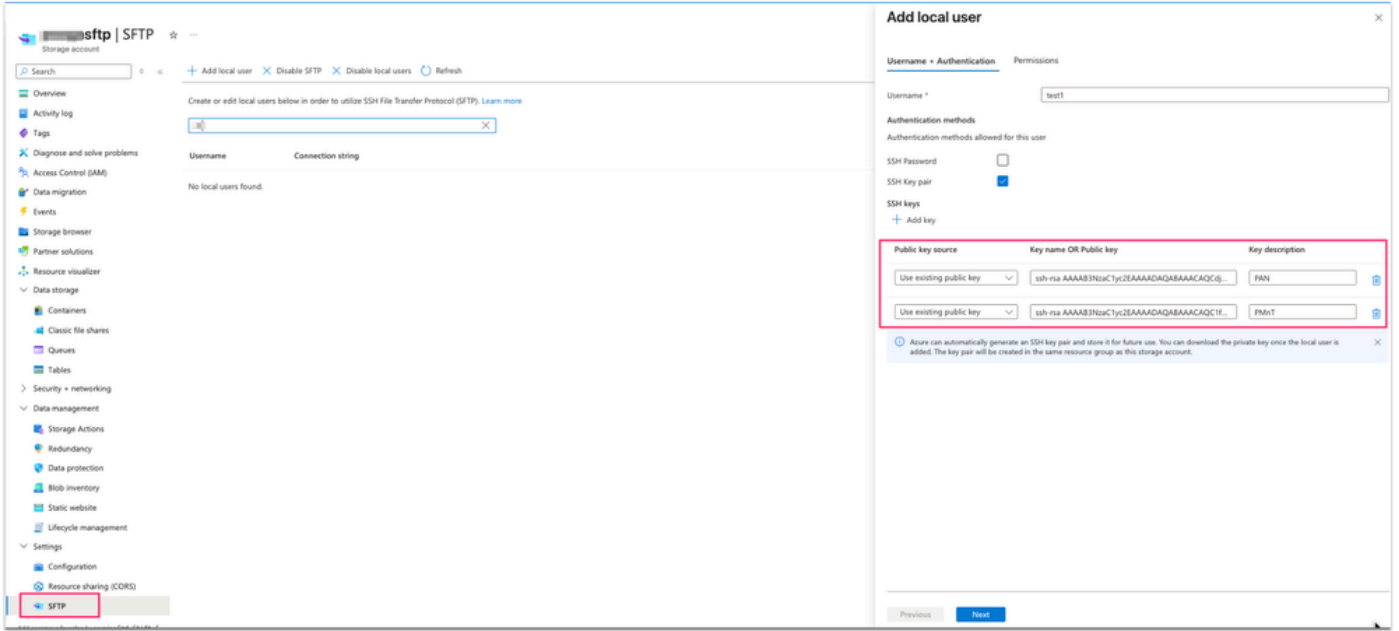 sftp | SFTP
Storage account
Search
Overview
Activity log
Tags
Diagnose and solve problems
Access Control (IAM)
Data migration
Events
Storage browser
Partner solutions
Resource visualizer
Data storage
Containers
Classic file shares
Queues
Tables
Security + networking
Data management
Storage Actions
Redundancy
Data protection
Blob inventory
Static website
Lifecycle management
Settings
Configuration
Resource sharing (CORS)
SFTP
Add local user Disable SFTP Disable local users Refresh
Create or edit local users below in order to utilize SSH File Transfer Protocol (SFTP). Learn more
Username Connection string
No local users found.
Add local user
Username + Authentication Permissions
Username * test1
Authentication methods
Authentication methods allowed for this user
SSH Password
SSH Key pair
SSH keys
Add key
Public key source Key name OR Public key Key description
Use existing public key ssh-rsa AAAAB3NzaC1yc2EAAAADAQABAAACAQCdj... PAN
Use existing public key ssh-rsa AAAAB3NzaC1yc2EAAAADAQABAAACAQC1f... PMnT
Azure can automatically generate an SSH key pair and store it for future use. You can download the private key once the local user is
added. The key pair will be created in the same resource group as this storage account.
Previous Next